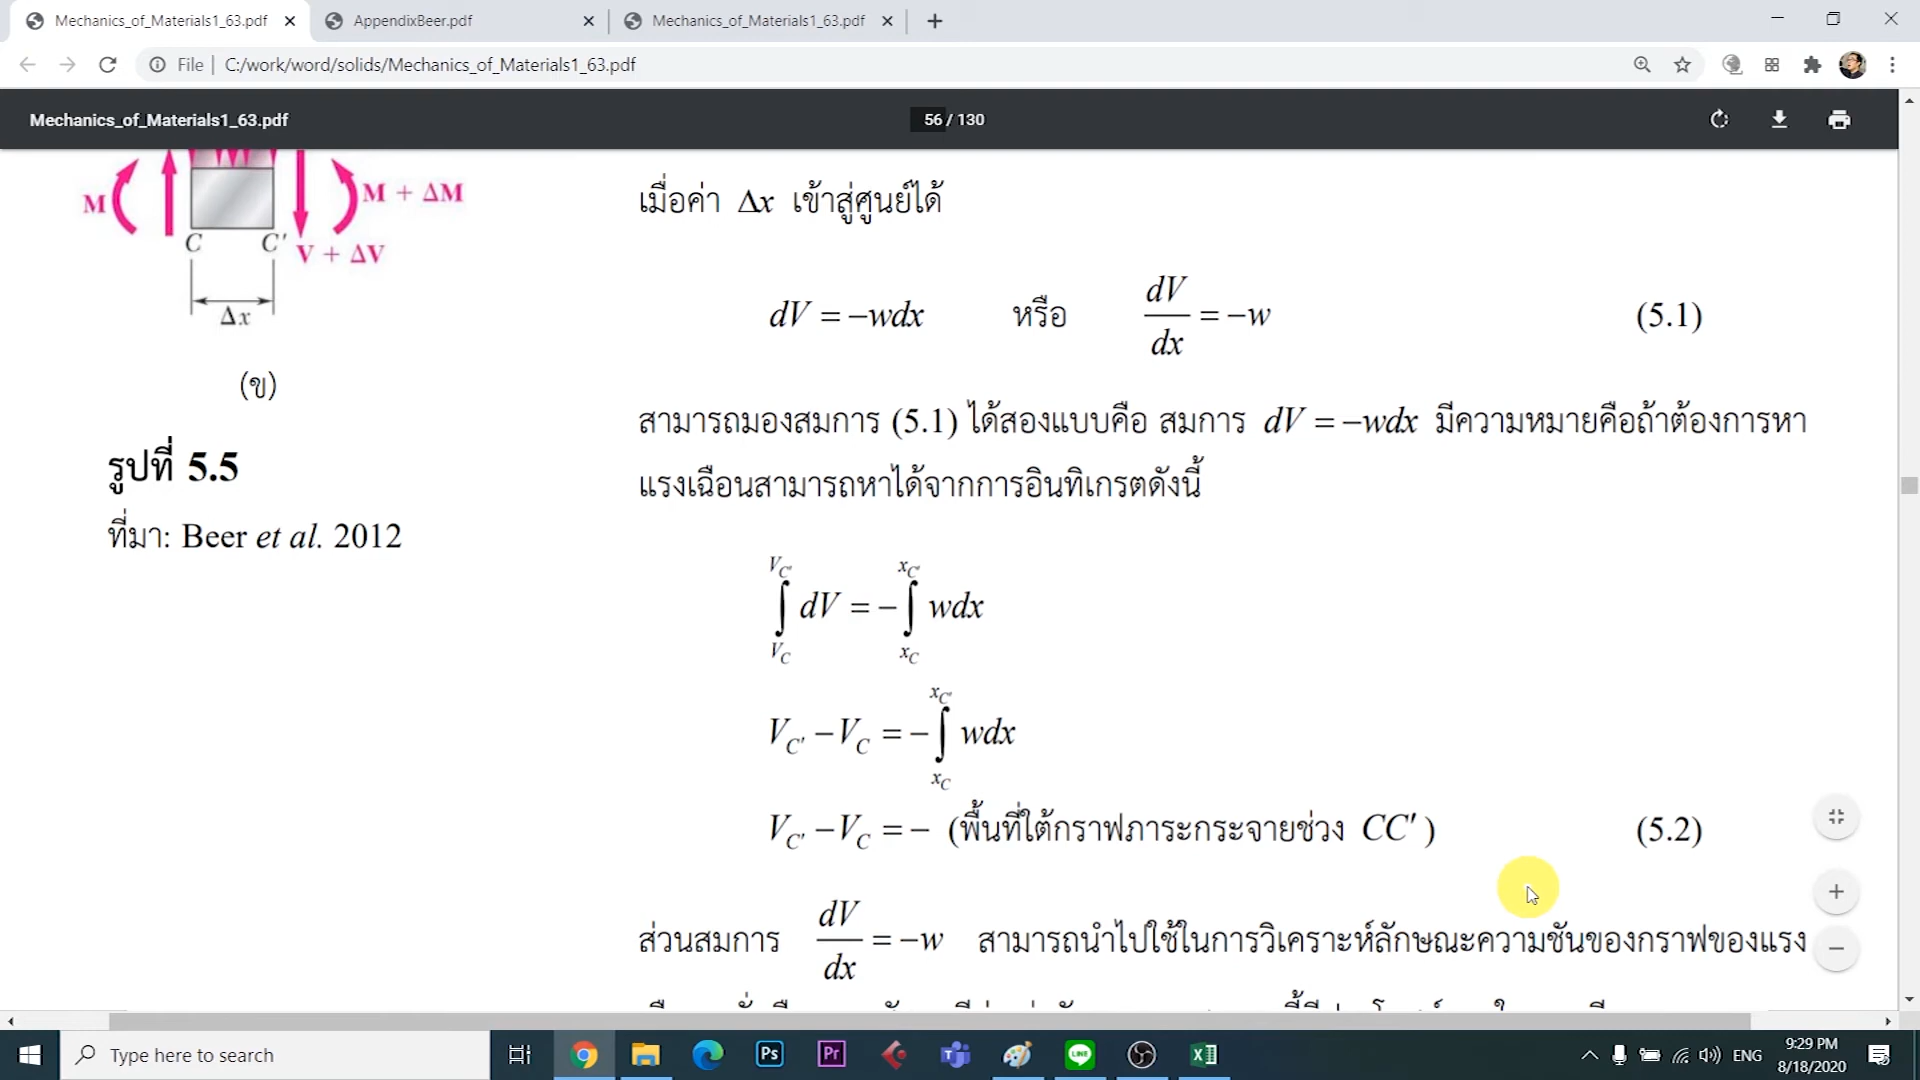 Mechanics_of_Materials1_63.pdf
AppendixBeer.pdf
Mechanics_of_Materials1_63.pdf
File
C:/work/word/solids/Mechanics_of_Materials1_63.pdf
Mechanics_of_Materials1_63.pdf
56 / 130
M
M + ΔM
C
C'
V + ΔV
Δx
(ข)
รูปที่ 5.5
ที่มา: Beer et al. 2012
เมื่อค่า Δx เข้าสู่ศูนย์ได้
dV = −wdx หรือ dV/dx = −w (5.1)
สามารถมองสมการ (5.1) ได้สองแบบคือ สมการ dV = −wdx มีความหมายคือถ้าต้องการหา
แรงเฉือนสามารถหาได้จากการอินทิเกรตดังนี้
∫_{V_C}^{V_{C'}} dV = −∫_{x_C}^{x_{C'}} wdx
V_{C'} − V_C = −∫_{x_C}^{x_{C'}} wdx
V_{C'} − V_C = − (พื้นที่ใต้กราฟภาระกระจายช่วง CC') (5.2)
ส่วนสมการ dV/dx = −w สามารถนำไปใช้ในการวิเคราะห์ลักษณะความชันของกราฟของแรง
Type here to search
Ps
Pr
LINE
ENG
9:29 PM
8/18/2020